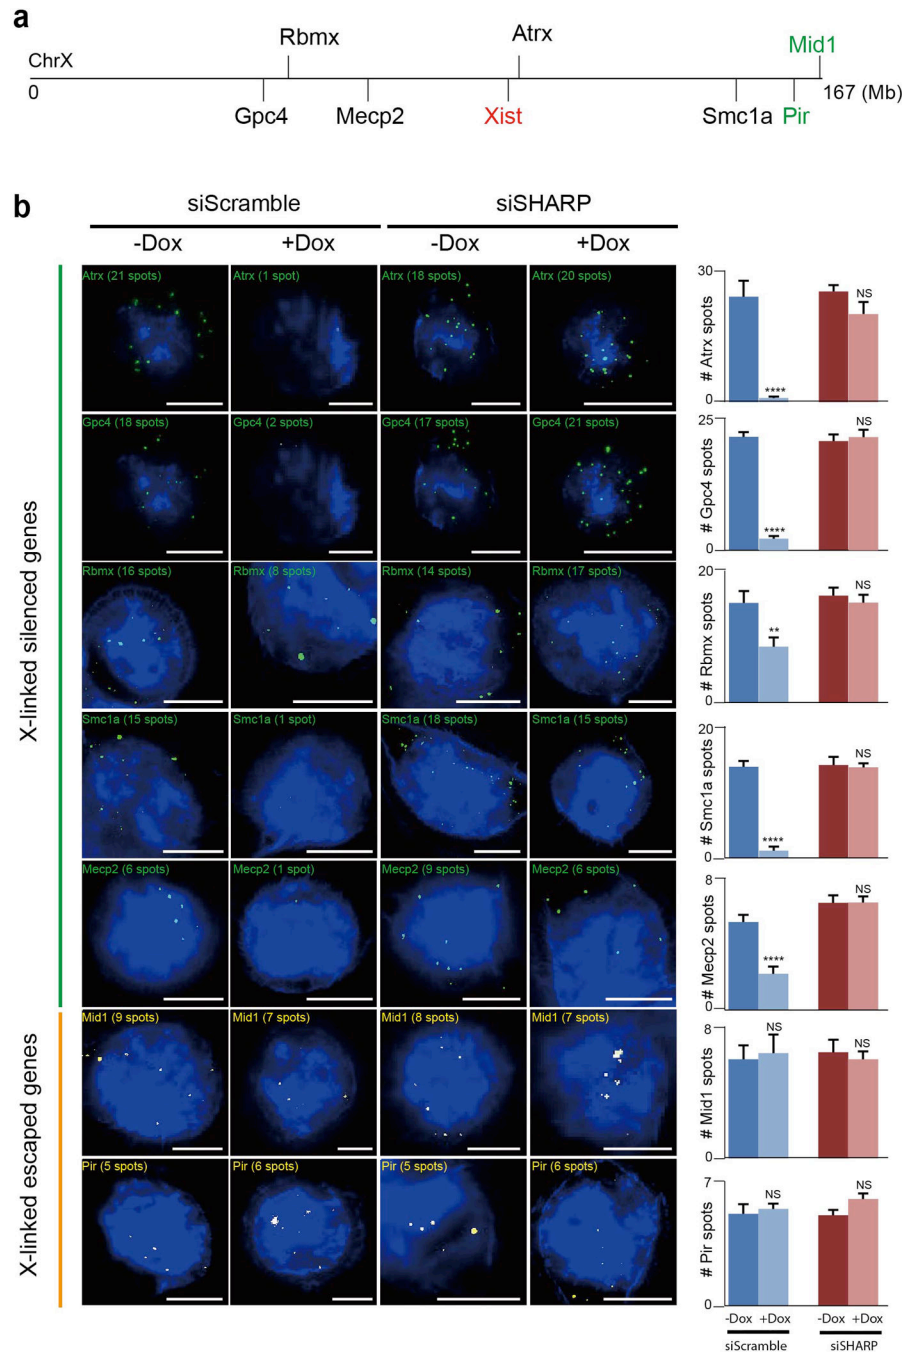 a
Rbmx
Atrx
Mid1
ChrX
0
167 (Mb)
Gpc4
Mecp2
Xist
Smc1a
Pir
b
siScramble
siSHARP
-Dox
+Dox
-Dox
+Dox
X-linked silenced genes
Atrx (21 spots)
Atrx (1 spot)
Atrx (18 spots)
Atrx (20 spots)
# Atrx spots
30
0
****
NS
Gpc4 (18 spots)
Gpc4 (2 spots)
Gpc4 (17 spots)
Gpc4 (21 spots)
# Gpc4 spots
25
0
****
NS
Rbmx (16 spots)
Rbmx (8 spots)
Rbmx (14 spots)
Rbmx (17 spots)
# Rbmx spots
20
0
**
NS
Smc1a (15 spots)
Smc1a (1 spot)
Smc1a (18 spots)
Smc1a (15 spots)
# Smc1a spots
20
0
****
NS
Mecp2 (6 spots)
Mecp2 (1 spot)
Mecp2 (9 spots)
Mecp2 (6 spots)
# Mecp2 spots
8
0
****
NS
X-linked escaped genes
Mid1 (9 spots)
Mid1 (7 spots)
Mid1 (8 spots)
Mid1 (7 spots)
# Mid1 spots
8
0
NS
NS
Pir (5 spots)
Pir (6 spots)
Pir (5 spots)
Pir (6 spots)
# Pir spots
7
0
NS
NS
-Dox +Dox
-Dox +Dox
siScramble
siSHARP